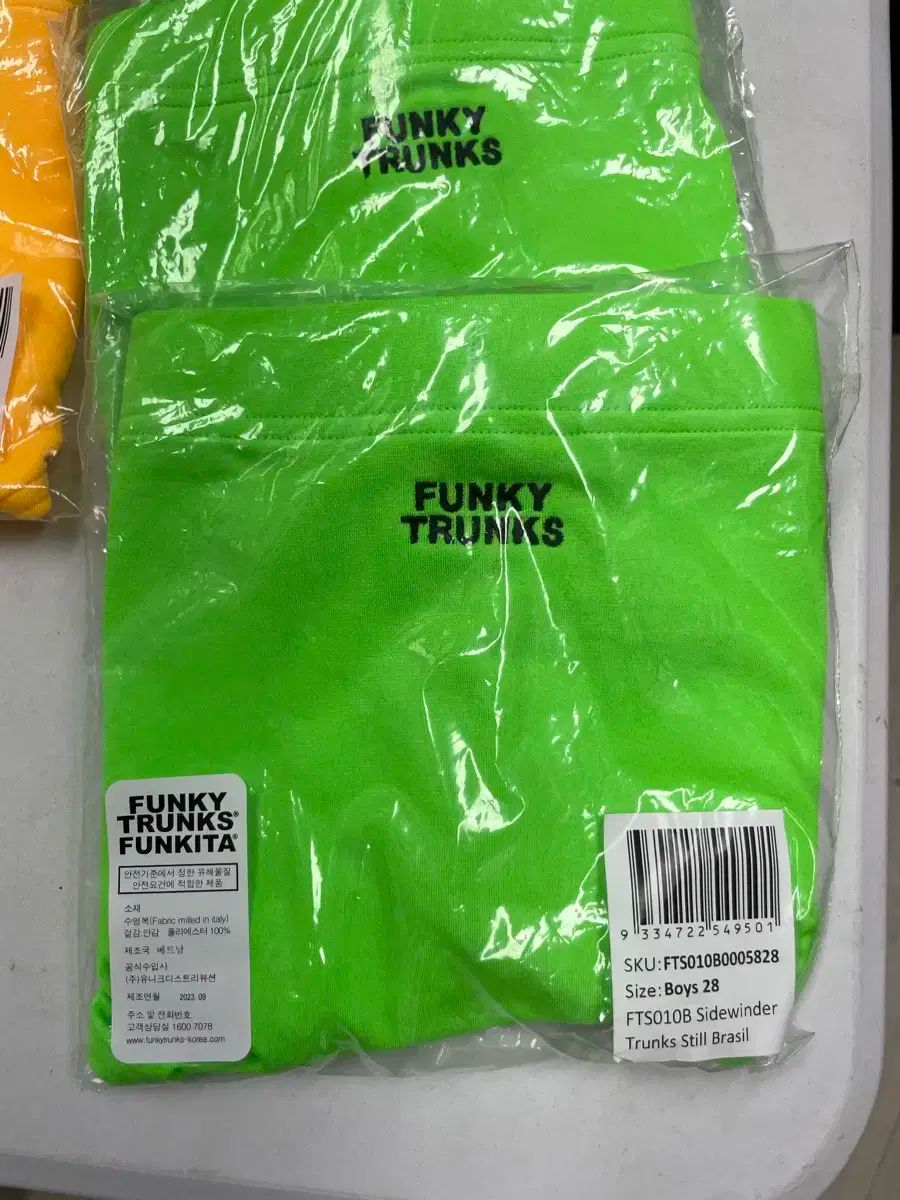 FUNKY
TRUNKS
FUNKY
TRUNKS
FUNKY
TRUNKS®
FUNKITA®
안전기준에서 정한 유해물질
안전요건에 적합한 제품
소재
수영복(Fabric milled in italy)
겉감:안감 폴리에스터 100%
제조국 베트남
공식수입사
(주)유니크디스트리뷰션
제조연월 2023.09
주소 및 전화번호
고객상담실 1600 7078
www.funkytrunks-korea.com
9 334722 549501
SKU: FTS010B0005828
Size: Boys 28
FTS010B Sidewinder
Trunks Still Brasil